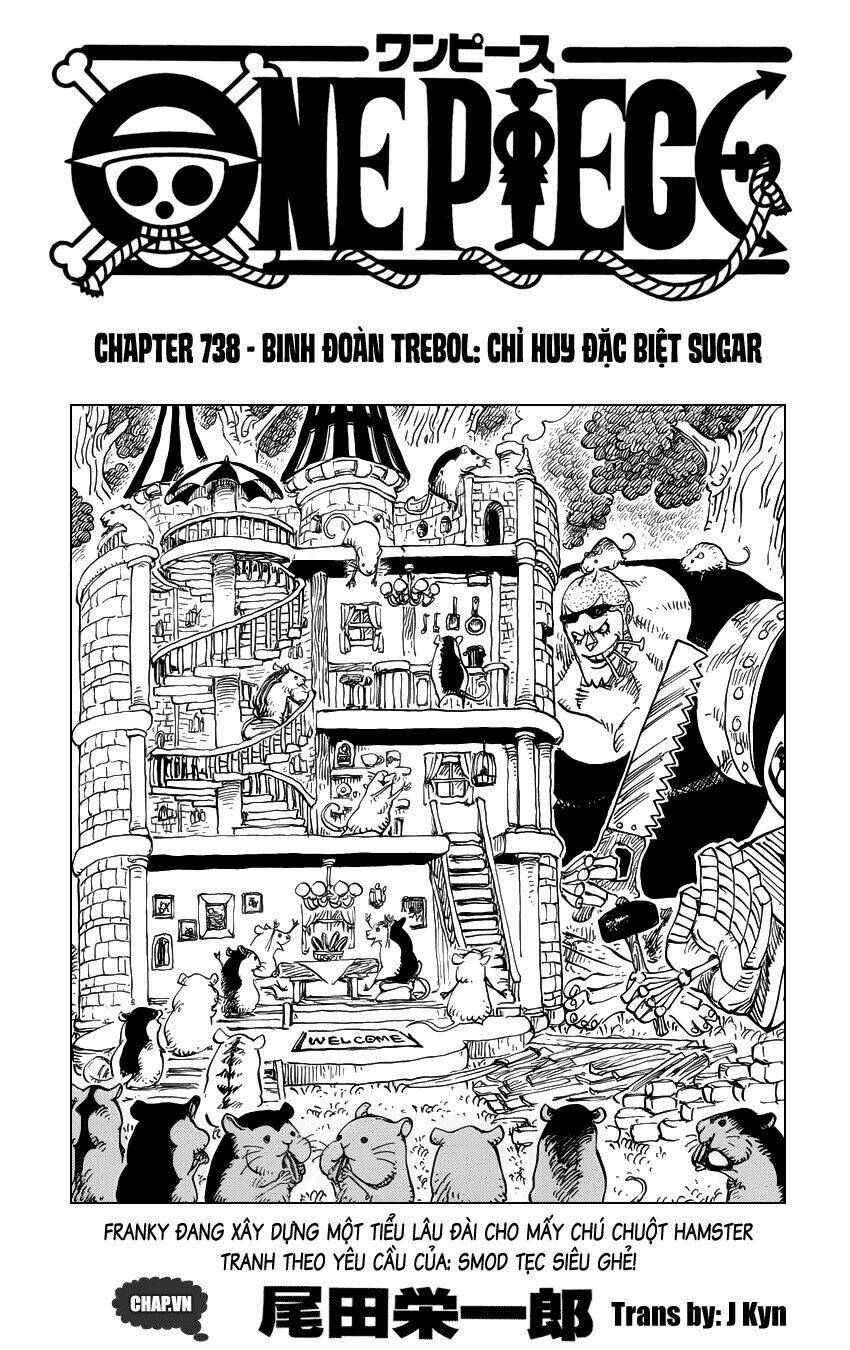 ワンピース
ONE PIECE
CHAPTER 738 - BINH ĐOÀN TREBOL: CHỈ HUY ĐẶC BIỆT SUGAR
WELCOME
FRANKY ĐANG XÂY DỰNG MỘT TIỂU LÂU ĐÀI CHO MẤY CHÚ CHUỘT HAMSTER
TRANH THEO YÊU CẦU CỦA: SMOD TẸC SIÊU GHẺ!
CHAP.VN
尾田栄一郎
Trans by: J Kyn